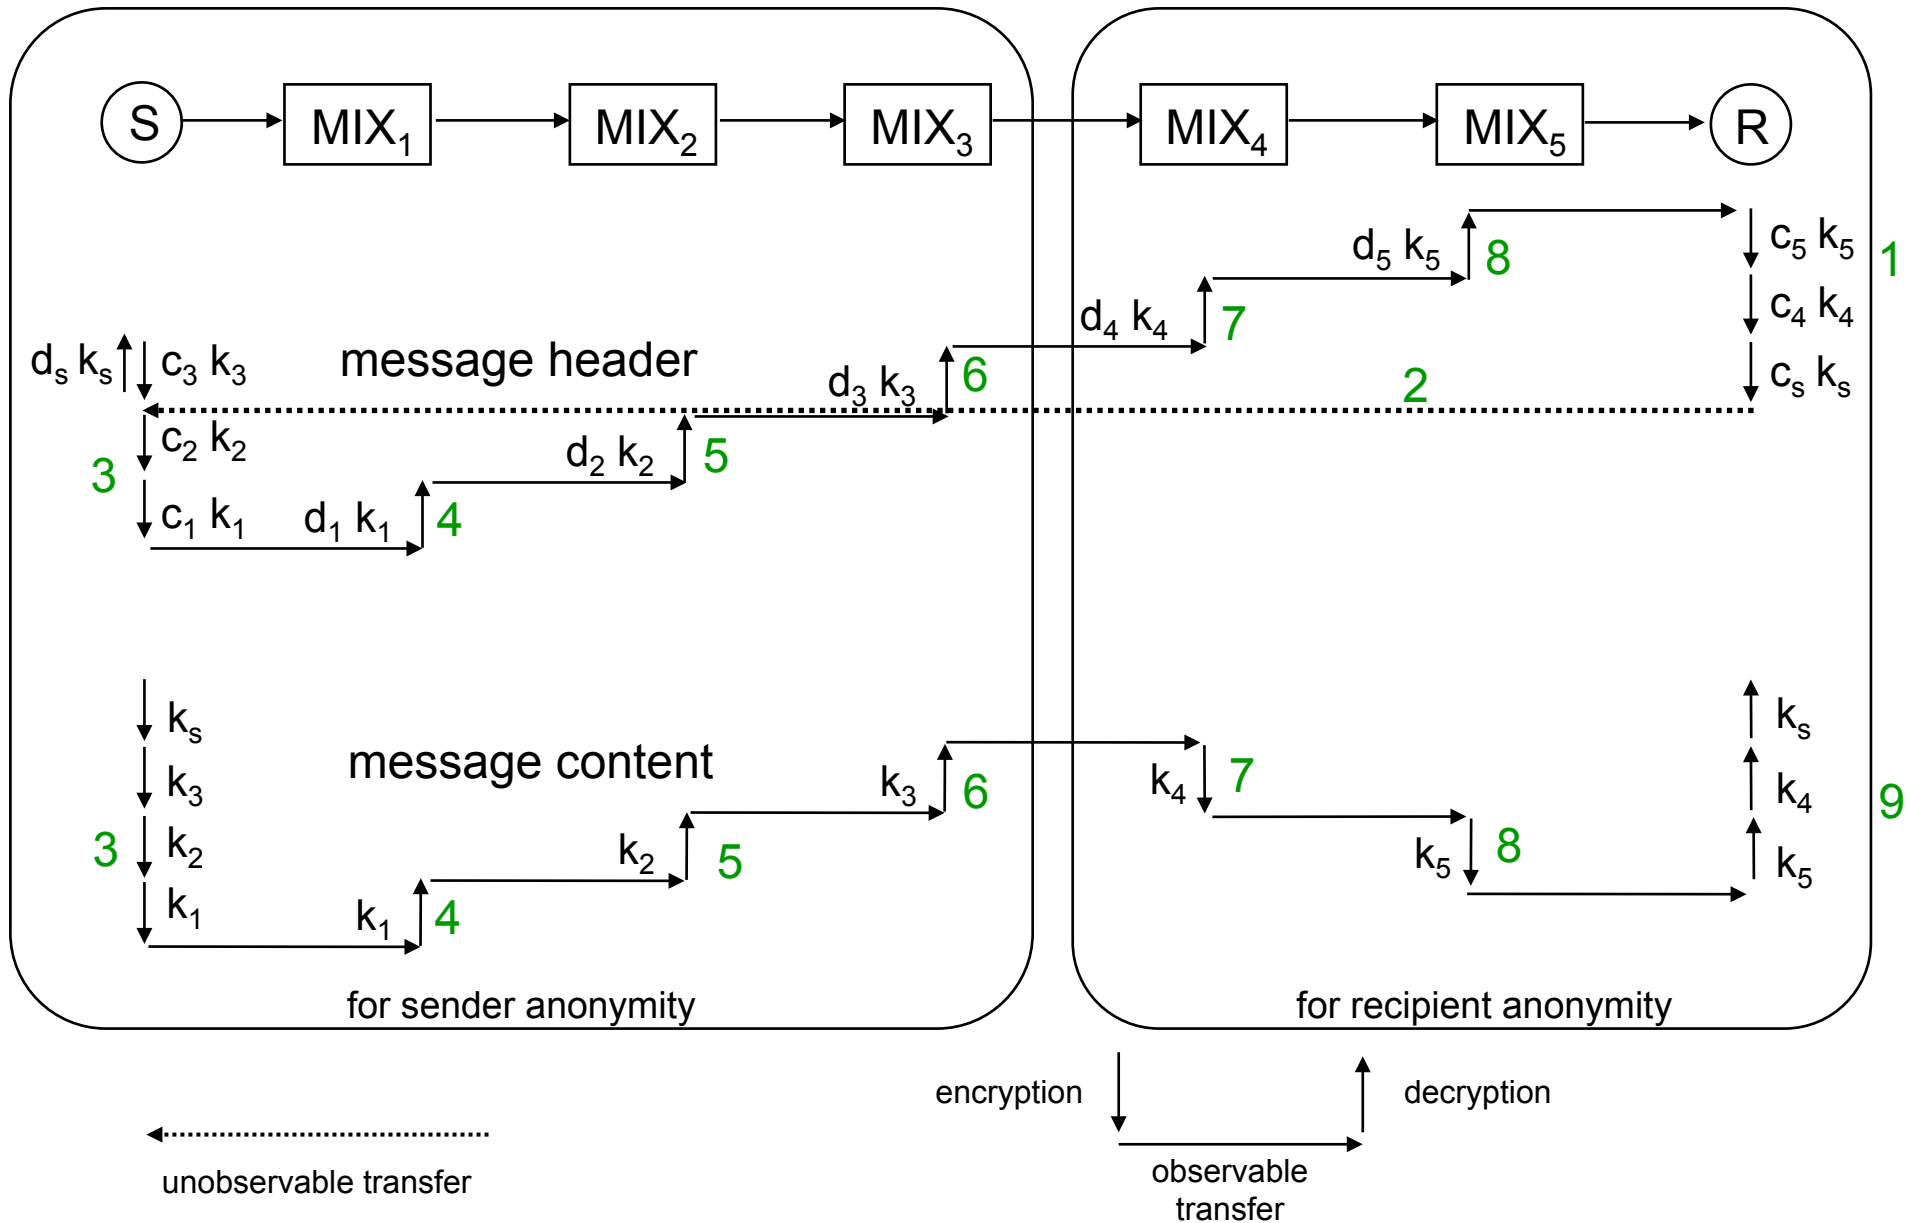 S MIX1 MIX2 MIX3 MIX4 MIX5 R
c5 k5 1
d5 k5 8
c4 k4
d4 k4 7
ds ks c3 k3 message header d3 k3 6 2 cs ks
c2 k2 d2 k2 5
3
c1 k1 d1 k1 4
ks ks
message content k3 6 k4 7
k3 k4 9
3 k2 k2 5 k5 8 k5
k1 k1 4
for sender anonymity for recipient anonymity
encryption decryption
unobservable transfer
observable
transfer